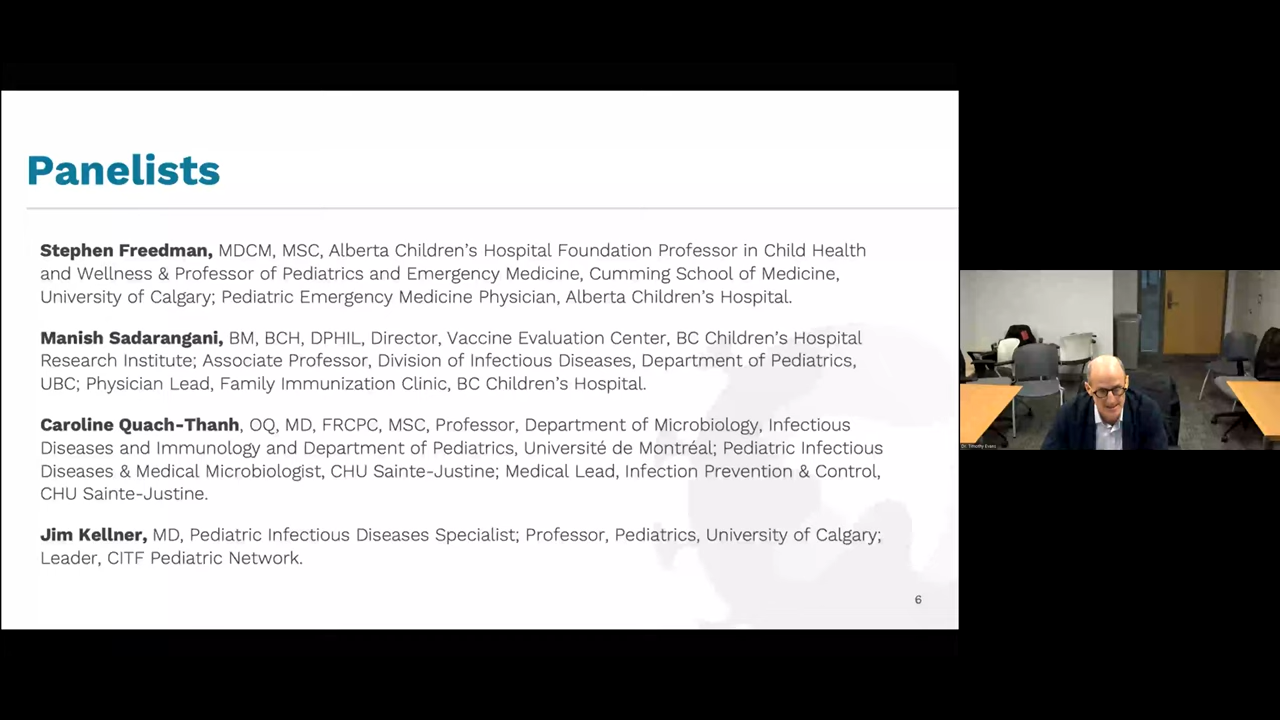 Panelists
Stephen Freedman, MDCM, MSC, Alberta Children's Hospital Foundation Professor in Child Health
and Wellness & Professor of Pediatrics and Emergency Medicine, Cumming School of Medicine,
University of Calgary; Pediatric Emergency Medicine Physician, Alberta Children's Hospital.
Manish Sadarangani, BM, BCH, DPHIL, Director, Vaccine Evaluation Center, BC Children's Hospital
Research Institute; Associate Professor, Division of Infectious Diseases, Department of Pediatrics,
UBC; Physician Lead, Family Immunization Clinic, BC Children's Hospital.
Caroline Quach-Thanh, OQ, MD, FRCPC, MSC, Professor, Department of Microbiology, Infectious
Diseases and Immunology and Department of Pediatrics, Université de Montréal; Pediatric Infectious
Diseases & Medical Microbiologist, CHU Sainte-Justine; Medical Lead, Infection Prevention & Control,
CHU Sainte-Justine.
Jim Kellner, MD, Pediatric Infectious Diseases Specialist; Professor, Pediatrics, University of Calgary;
Leader, CITF Pediatric Network.
6
Dr. Timothy Evans